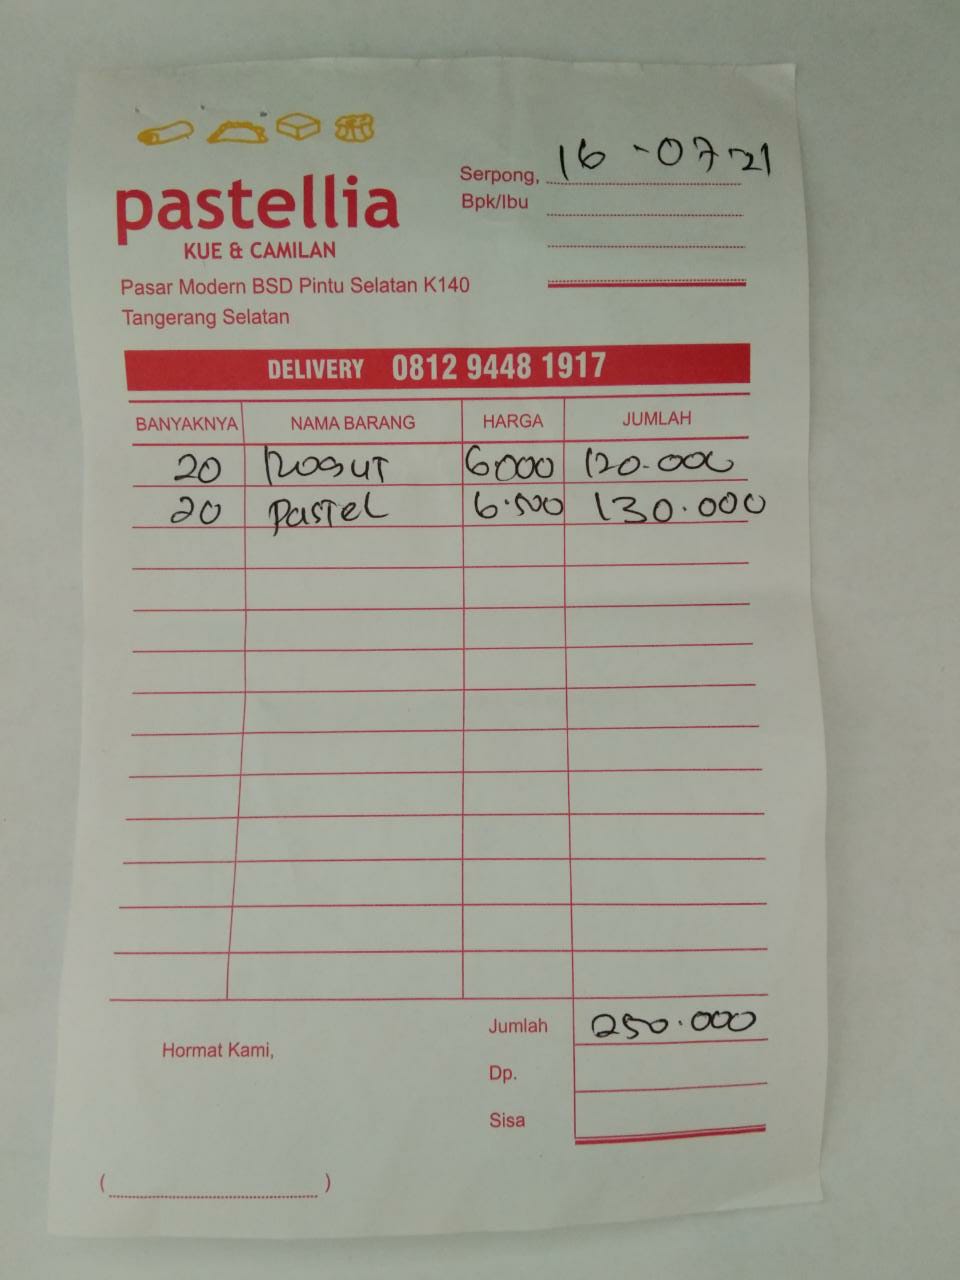 Serpong, 16-07-21
Bpk/Ibu
pastellia
KUE & CAMILAN
Pasar Modern BSD Pintu Selatan K140
Tangerang Selatan
DELIVERY 0812 9448 1917
BANYAKNYA NAMA BARANG HARGA JUMLAH
20 Rogut 6000 120.000
20 Pastel 6.500 130.000
Jumlah 250.000
Hormat Kami,
Dp.
Sisa
( )